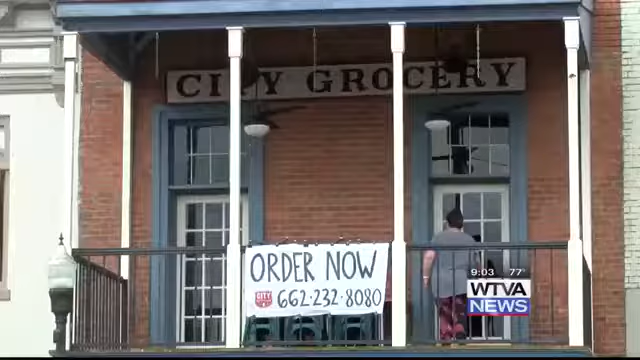 CITY GROCERY
ORDER NOW
CITY
662·232·8080
9:03 77°
WTVA
NEWS